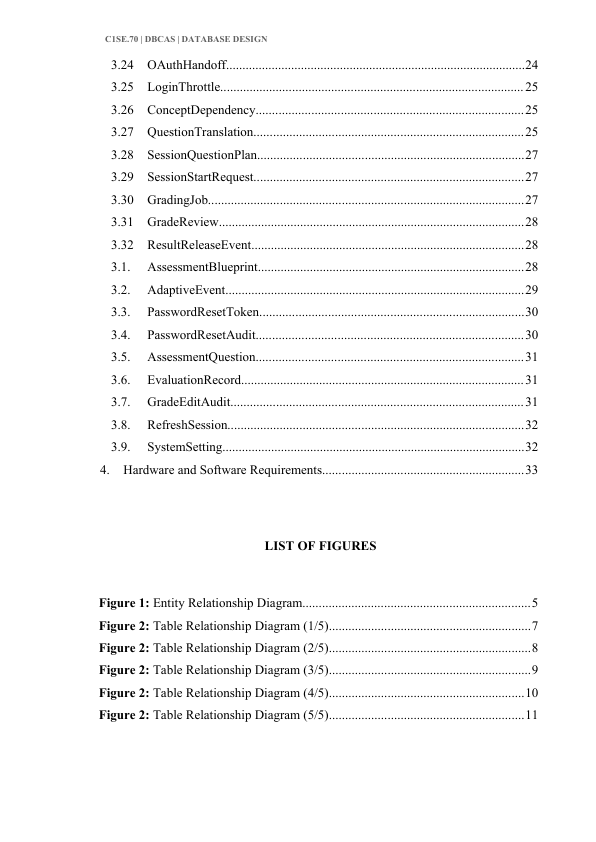 C1SE.70 | DBCAS | DATABASE DESIGN
3.24 OAuthHandoff....................24
3.25 LoginThrottle....................25
3.26 ConceptDependency....................25
3.27 QuestionTranslation....................25
3.28 SessionQuestionPlan....................27
3.29 SessionStartRequest....................27
3.30 GradingJob....................27
3.31 GradeReview....................28
3.32 ResultReleaseEvent....................28
3.1. AssessmentBlueprint....................28
3.2. AdaptiveEvent....................29
3.3. PasswordResetToken....................30
3.4. PasswordResetAudit....................30
3.5. AssessmentQuestion....................31
3.6. EvaluationRecord....................31
3.7. GradeEditAudit....................31
3.8. RefreshSession....................32
3.9. SystemSetting....................32
4. Hardware and Software Requirements....................33
LIST OF FIGURES
Figure 1: Entity Relationship Diagram....................5
Figure 2: Table Relationship Diagram (1/5)....................7
Figure 2: Table Relationship Diagram (2/5)....................8
Figure 2: Table Relationship Diagram (3/5)....................9
Figure 2: Table Relationship Diagram (4/5)....................10
Figure 2: Table Relationship Diagram (5/5)....................11